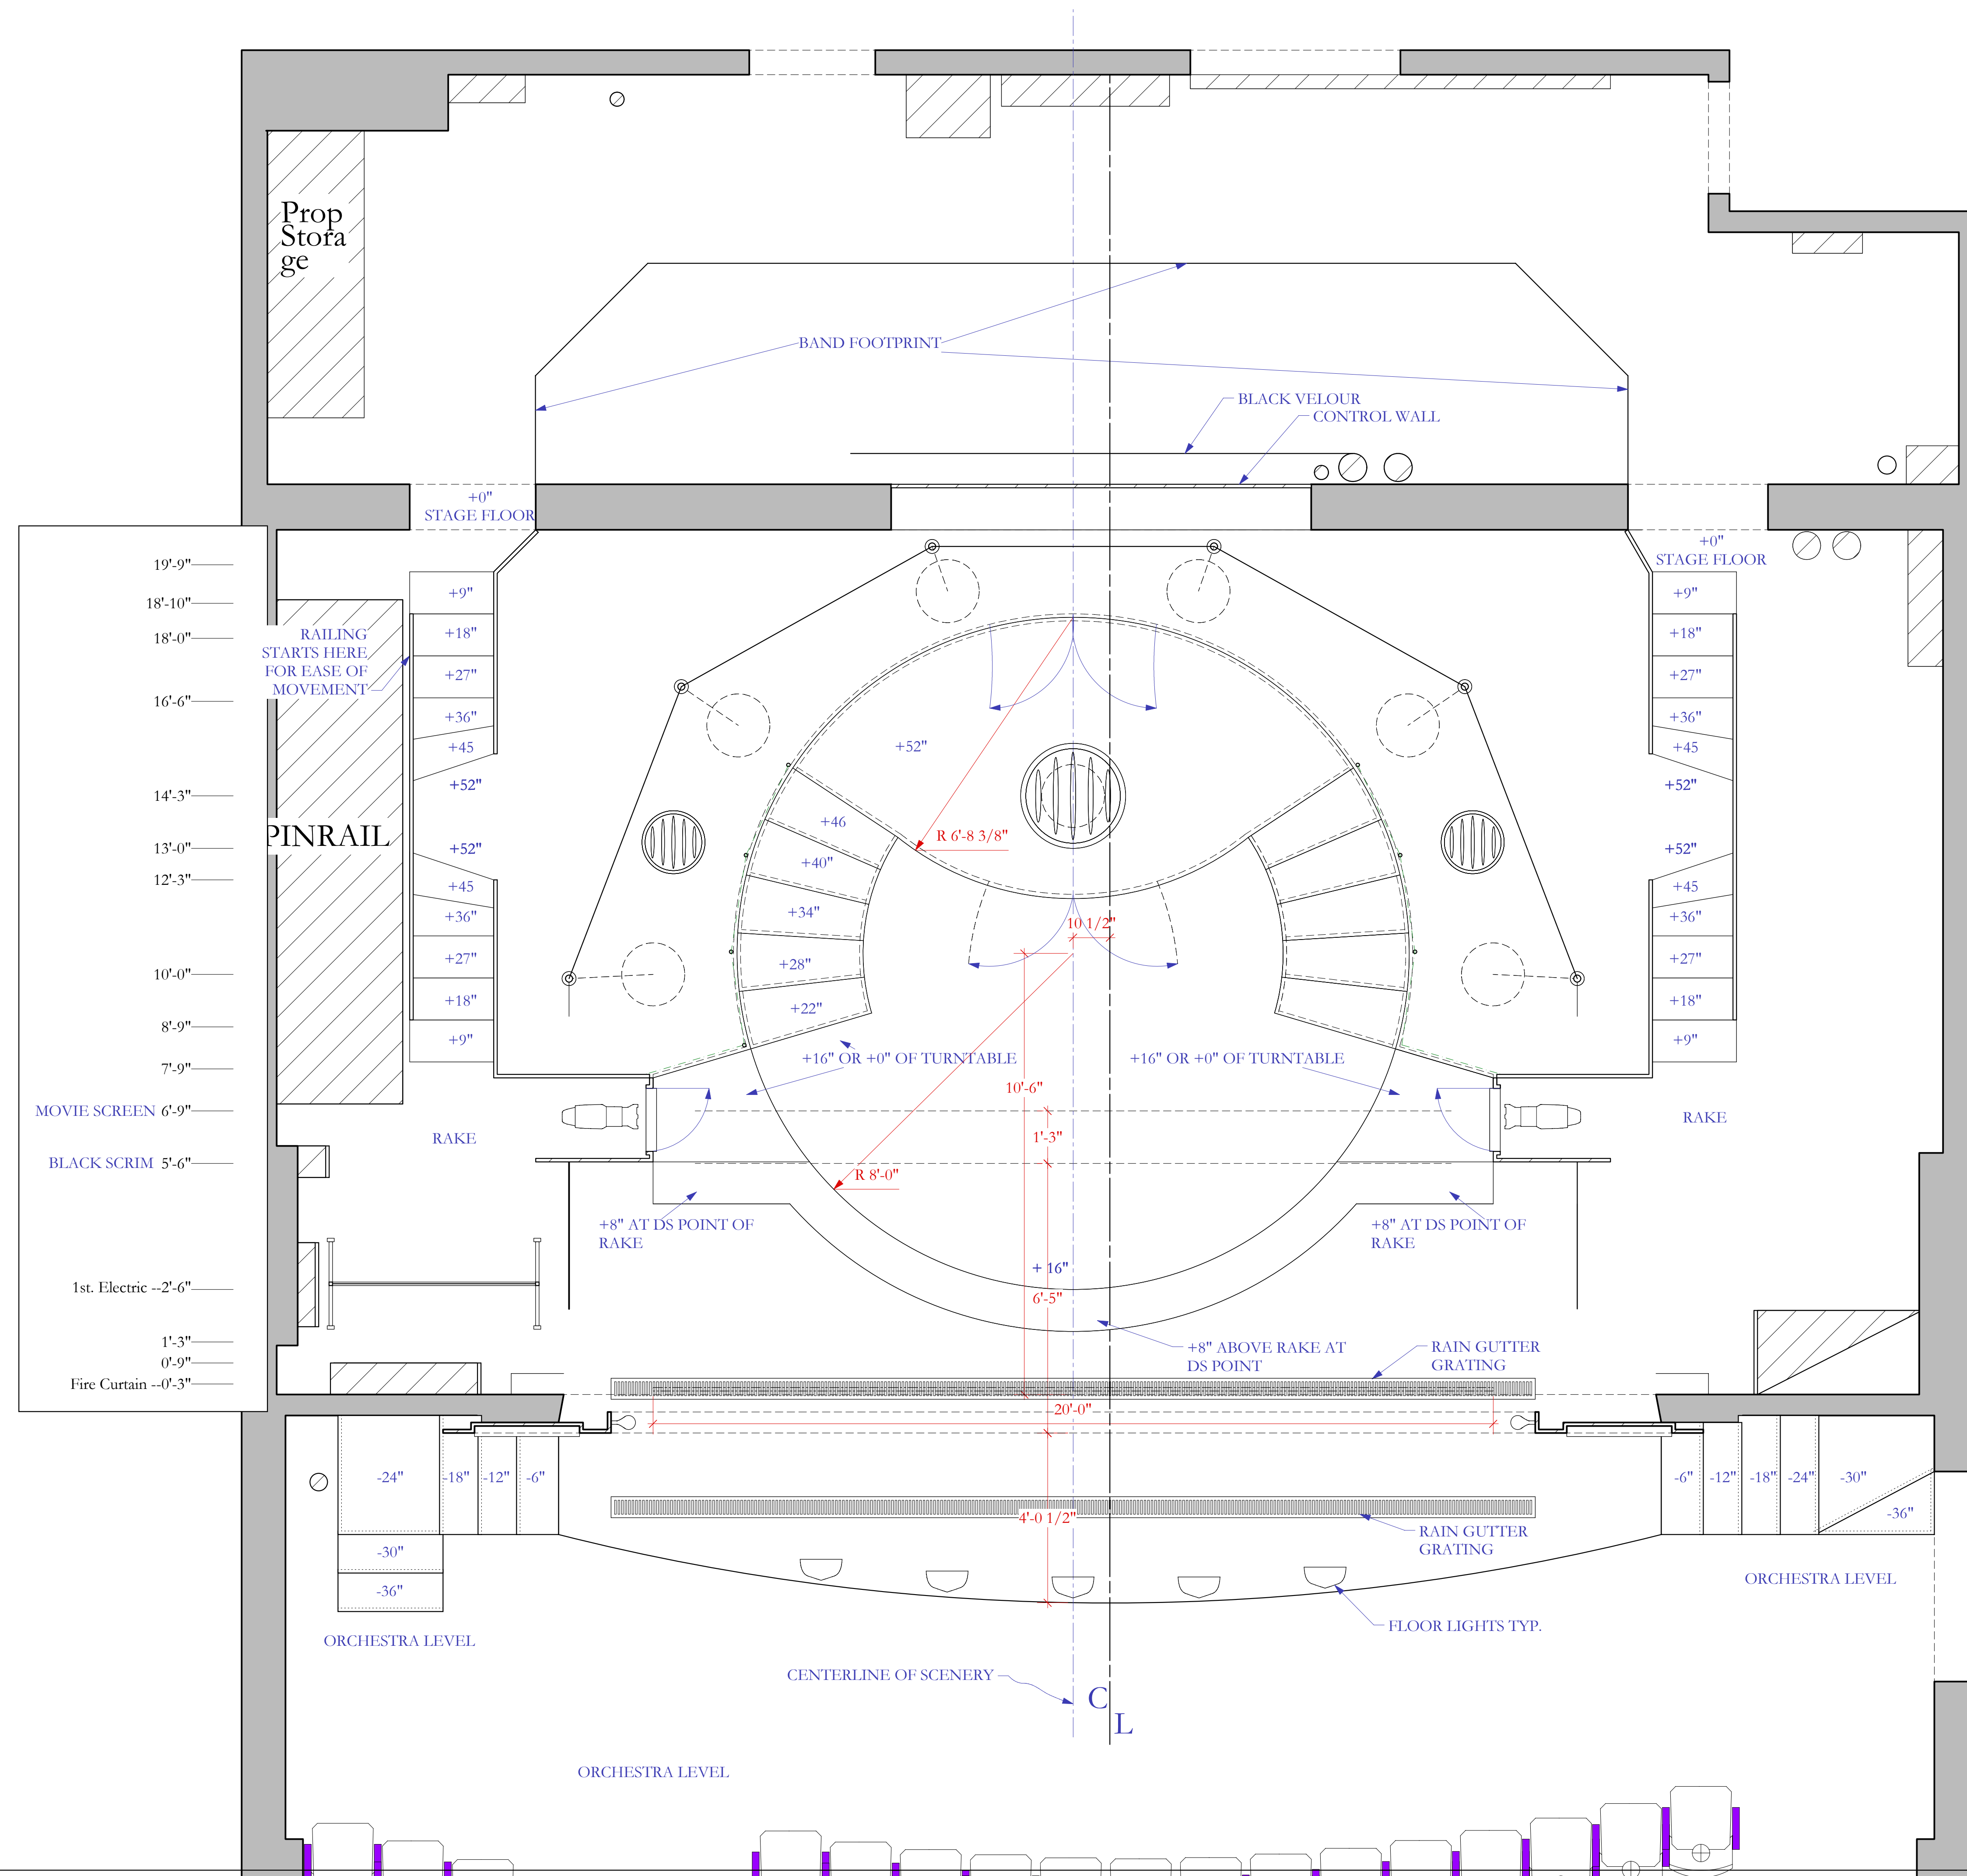 Prop
Stora
ge
BAND FOOTPRINT
BLACK VELOUR
CONTROL WALL
+0"
STAGE FLOOR
+0"
STAGE FLOOR
19'-9"
18'-10"
18'-0"
16'-6"
14'-3"
13'-0"
12'-3"
10'-0"
8'-9"
7'-9"
MOVIE SCREEN 6'-9"
BLACK SCRIM 5'-6"
1st. Electric --2'-6"
1'-3"
0'-9"
Fire Curtain --0'-3"
RAILING
STARTS HERE
FOR EASE OF
MOVEMENT
PINRAIL
+9"
+18"
+27"
+36"
+45
+52"
+52"
+45
+36"
+27"
+18"
+9"
+52"
R 6'-8 3/8"
+46
+40"
+34"
+28"
+22"
10 1/2"
+16" OR +0" OF TURNTABLE
+16" OR +0" OF TURNTABLE
10'-6"
1'-3"
R 8'-0"
+9"
+18"
+27"
+36"
+45
+52"
+52"
+45
+36"
+27"
+18"
+9"
RAKE
RAKE
+8" AT DS POINT OF
RAKE
+8" AT DS POINT OF
RAKE
+ 16"
6'-5"
+8" ABOVE RAKE AT
DS POINT
RAIN GUTTER
GRATING
20'-0"
-24"
-18"
-12"
-6"
-30"
-36"
-6"
-12"
-18"
-24"
-30"
-36"
4'-0 1/2"
RAIN GUTTER
GRATING
ORCHESTRA LEVEL
ORCHESTRA LEVEL
FLOOR LIGHTS TYP.
CENTERLINE OF SCENERY
C
L
ORCHESTRA LEVEL